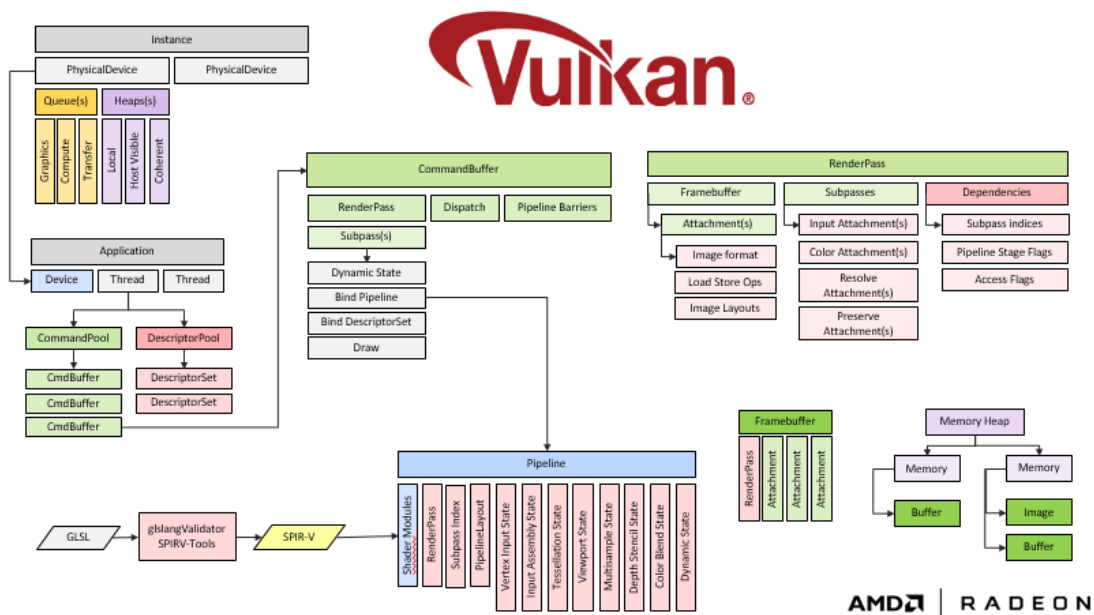 Vulkan®
Instance
PhysicalDevice
PhysicalDevice
Queue(s)
Heaps(s)
Graphics
Compute
Transfer
Local
Host Visible
Coherent
Application
Device
Thread
Thread
CommandPool
DescriptorPool
CmdBuffer
CmdBuffer
CmdBuffer
DescriptorSet
DescriptorSet
CommandBuffer
RenderPass
Dispatch
Pipeline Barriers
Subpass(s)
Dynamic State
Bind Pipeline
Bind DescriptorSet
Draw
RenderPass
Framebuffer
Subpasses
Dependencies
Attachment(s)
Image format
Load Store Ops
Image Layouts
Input Attachment(s)
Color Attachment(s)
Resolve
Attachment(s)
Preserve
Attachment(s)
Subpass indices
Pipeline Stage Flags
Access Flags
GLSL
glslangValidator
SPIRV-Tools
SPIR-V
Pipeline
Shader Modules
RenderPass
Subpass Index
PipelineLayout
Vertex Input State
Input Assembly State
Tessellation State
Viewport State
Multisample State
Depth Stencil State
Color Blend State
Dynamic State
Framebuffer
RenderPass
Attachment
Attachment
Attachment
Memory Heap
Memory
Memory
Buffer
Image
Buffer
AMD | RADEON